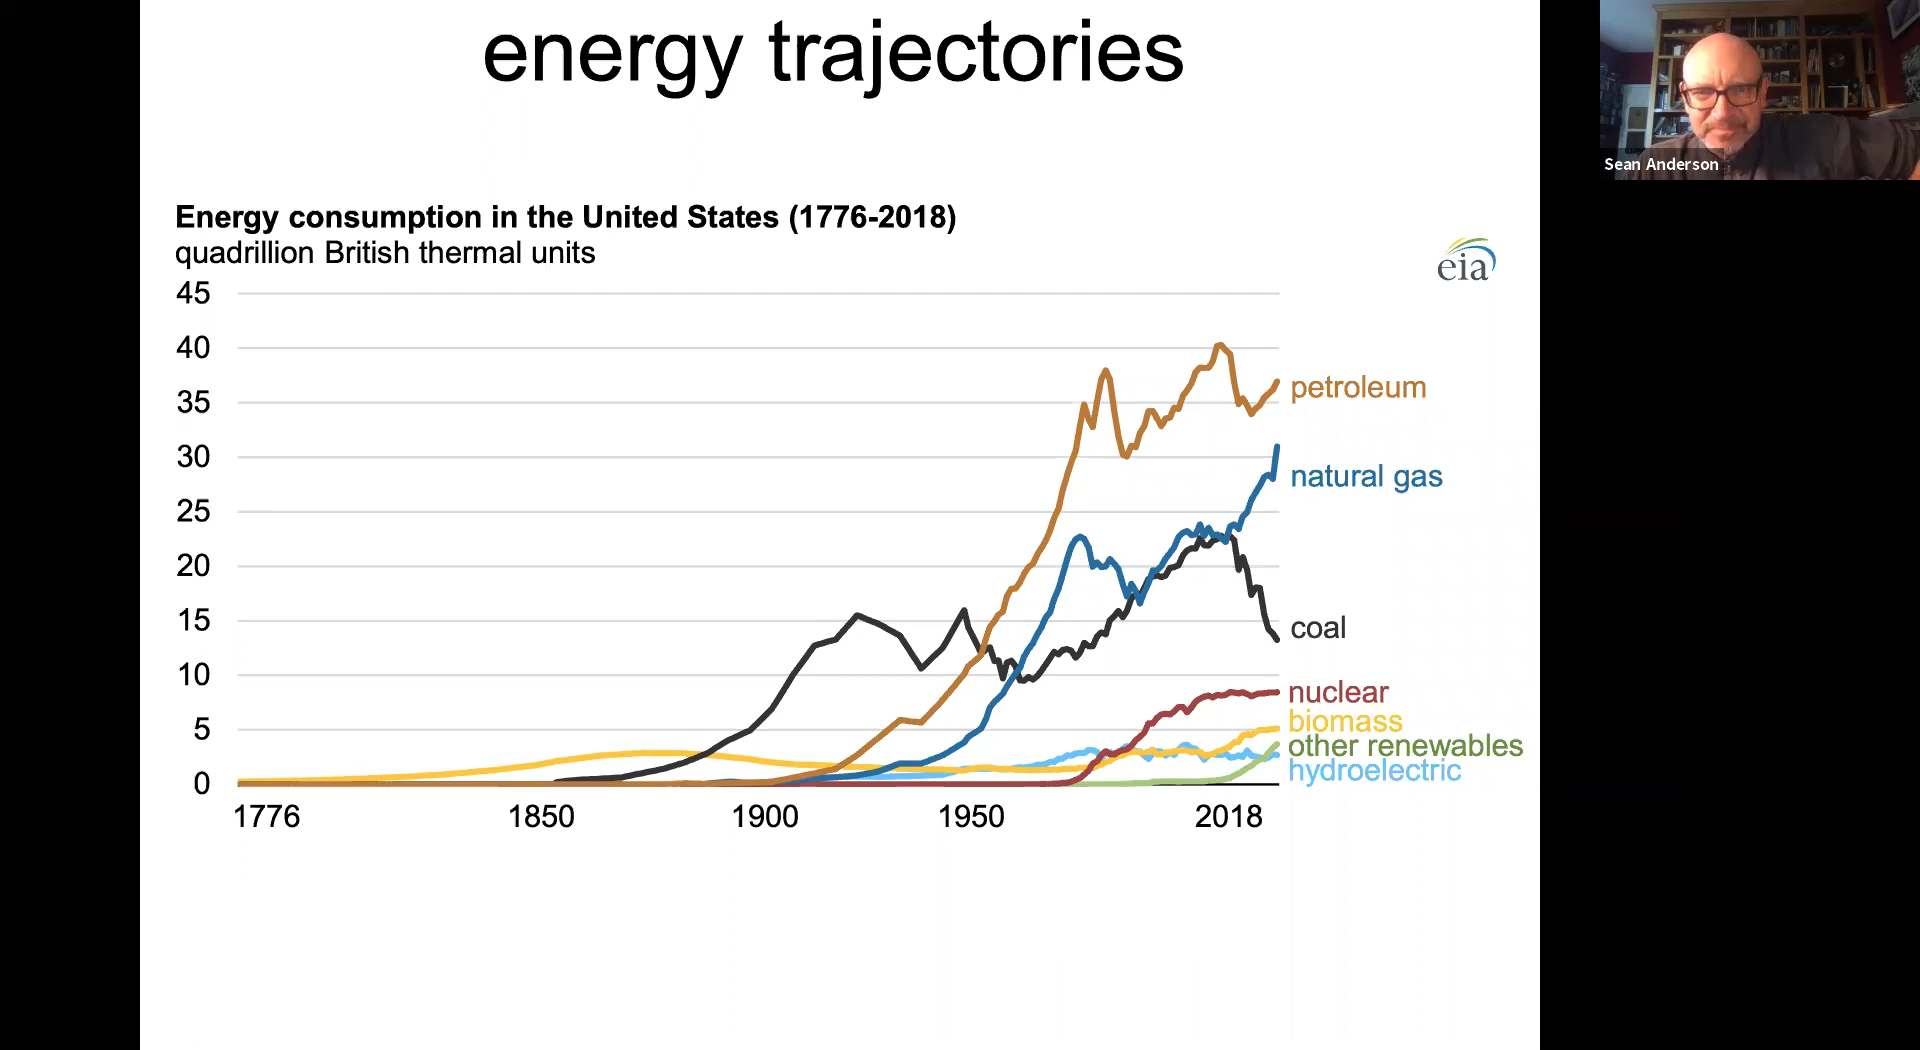 energy trajectories
Sean Anderson
Energy consumption in the United States (1776-2018)
quadrillion British thermal units
eia
45
40
35
30
25
20
15
10
5
0
petroleum
natural gas
coal
nuclear
biomass
other renewables
hydroelectric
1776 1850 1900 1950 2018